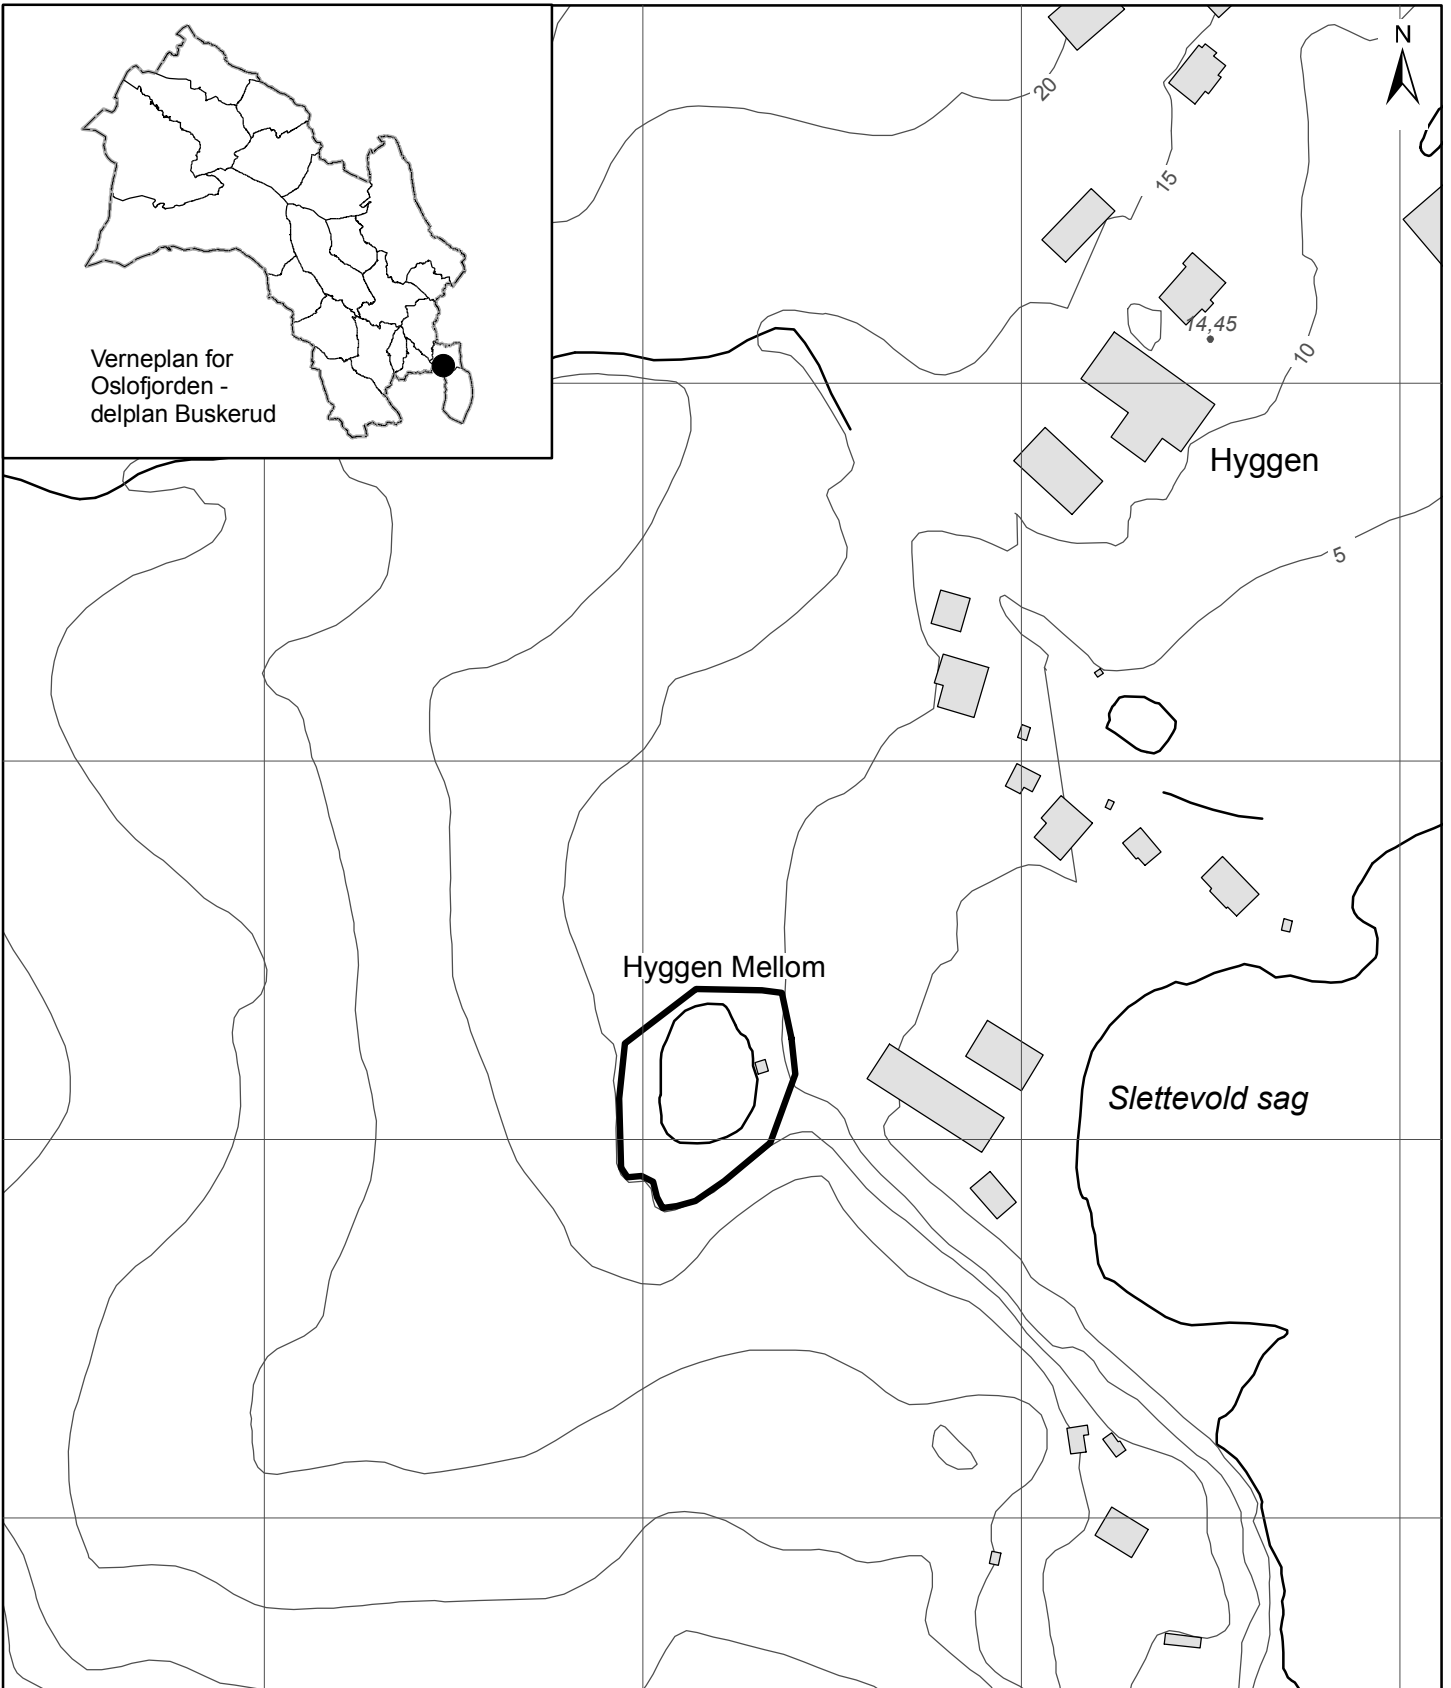 Verneplan for
Oslofjorden -
delplan Buskerud
N
20
15
14,45
10
Hyggen
5
Hyggen Mellom
Slettevold sag